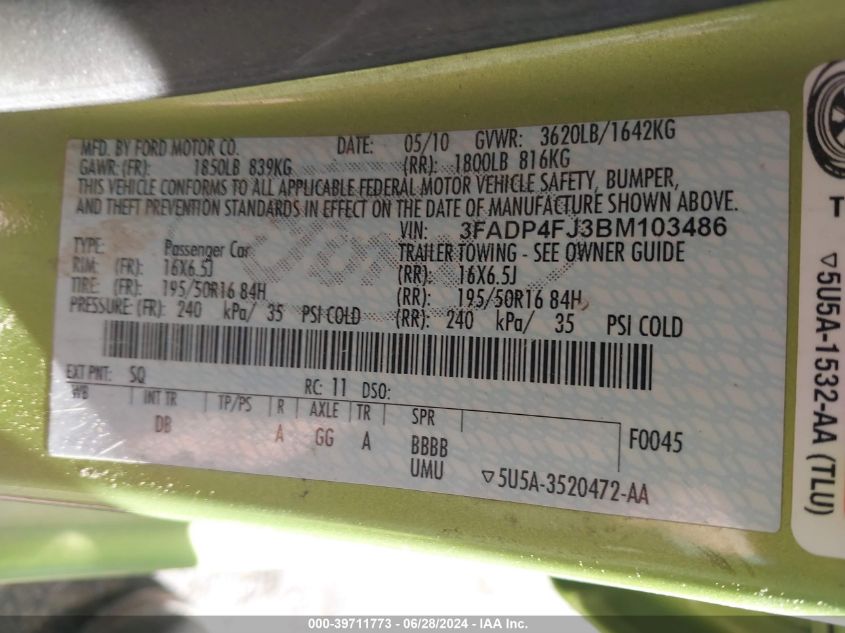 MFD. BY FORD MOTOR CO. DATE: 05/10 GVWR: 3620LB/1642KG
GAWR: (FR): 1850LB 839KG (RR): 1800LB 816KG
THIS VEHICLE CONFORMS TO ALL APPLICABLE FEDERAL MOTOR VEHICLE SAFETY, BUMPER,
AND THEFT PREVENTION STANDARDS IN EFFECT ON THE DATE OF MANUFACTURE SHOWN ABOVE.
VIN: 3FADP4FJ3BM103486
TYPE: Passenger Car TRAILER TOWING - SEE OWNER GUIDE
RIM: (FR): 16X6.5J (RR): 16X6.5J
TIRE: (FR): 195/50R16 84H (RR): 195/50R16 84H
PRESSURE: (FR): 240 kPa/ 35 PSI COLD (RR): 240 kPa/ 35 PSI COLD
EXT PNT: SQ RC: 11 DSO:
WB INT TR TP/PS R AXLE TR SPR
DB A GG A BBBB F0045
UMU ▽5U5A-3520472-AA
T
▽5U5A-1532-AA (TLU)
000-39711773 - 06/28/2024 - IAA Inc.